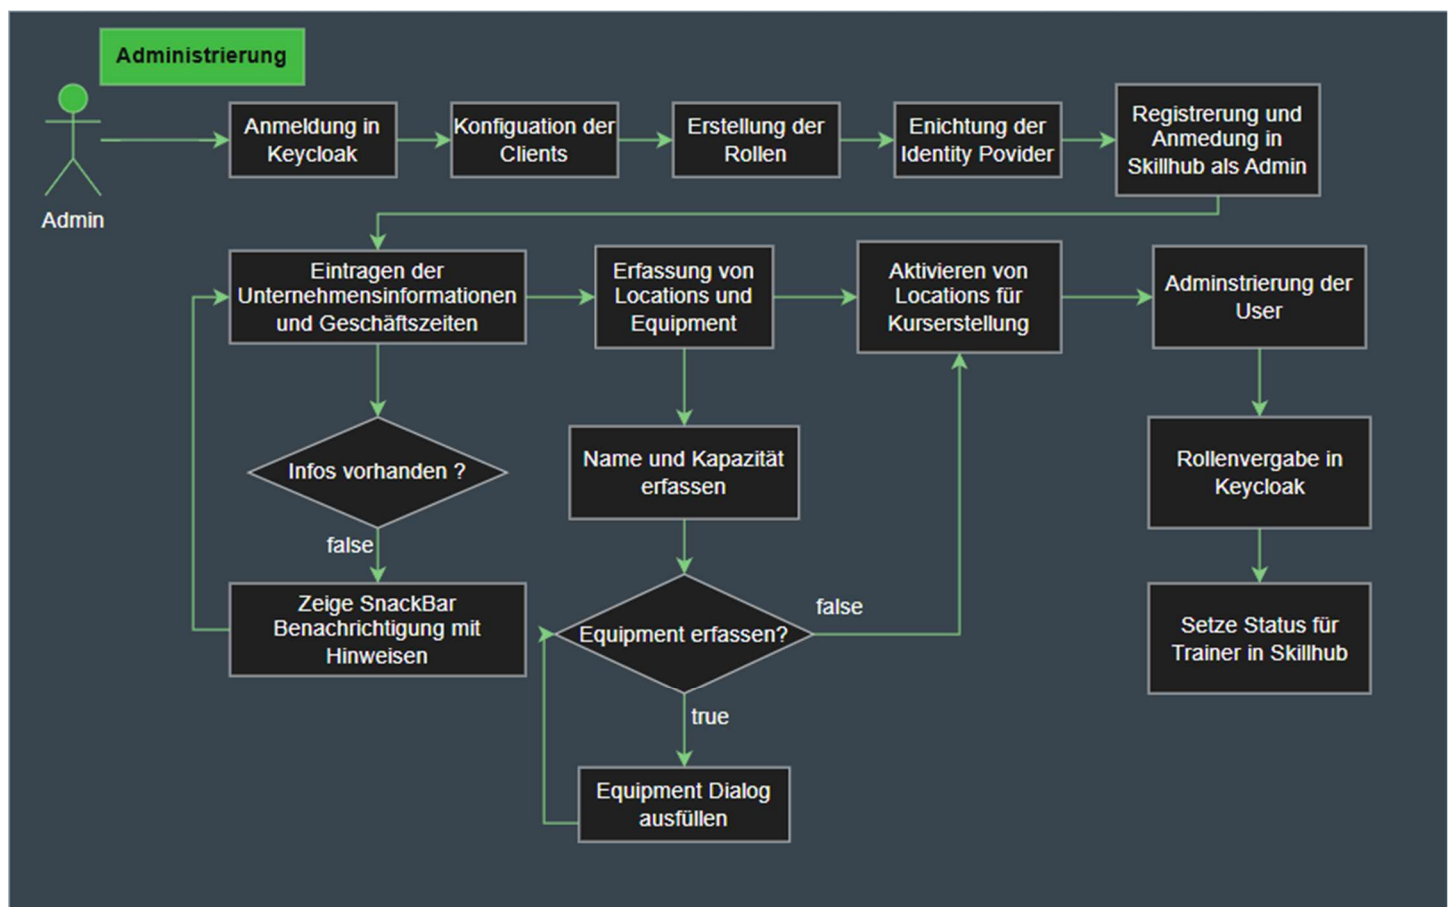 Administrierung
Admin
Anmeldung in
Keycloak
Konfiguation der
Clients
Erstellung der
Rollen
Enichtung der
Identity Povider
Registrerung und
Anmedung in
Skillhub als Admin
Eintragen der
Unternehmensinformationen
und Geschäftszeiten
Erfassung von
Locations und
Equipment
Aktivieren von
Locations für
Kurserstellung
Adminstrierung der
User
Infos vorhanden ?
false
Zeige SnackBar
Benachrichtigung mit
Hinweisen
Name und Kapazität
erfassen
Equipment erfassen?
false
true
Equipment Dialog
ausfüllen
Rollenvergabe in
Keycloak
Setze Status für
Trainer in Skillhub